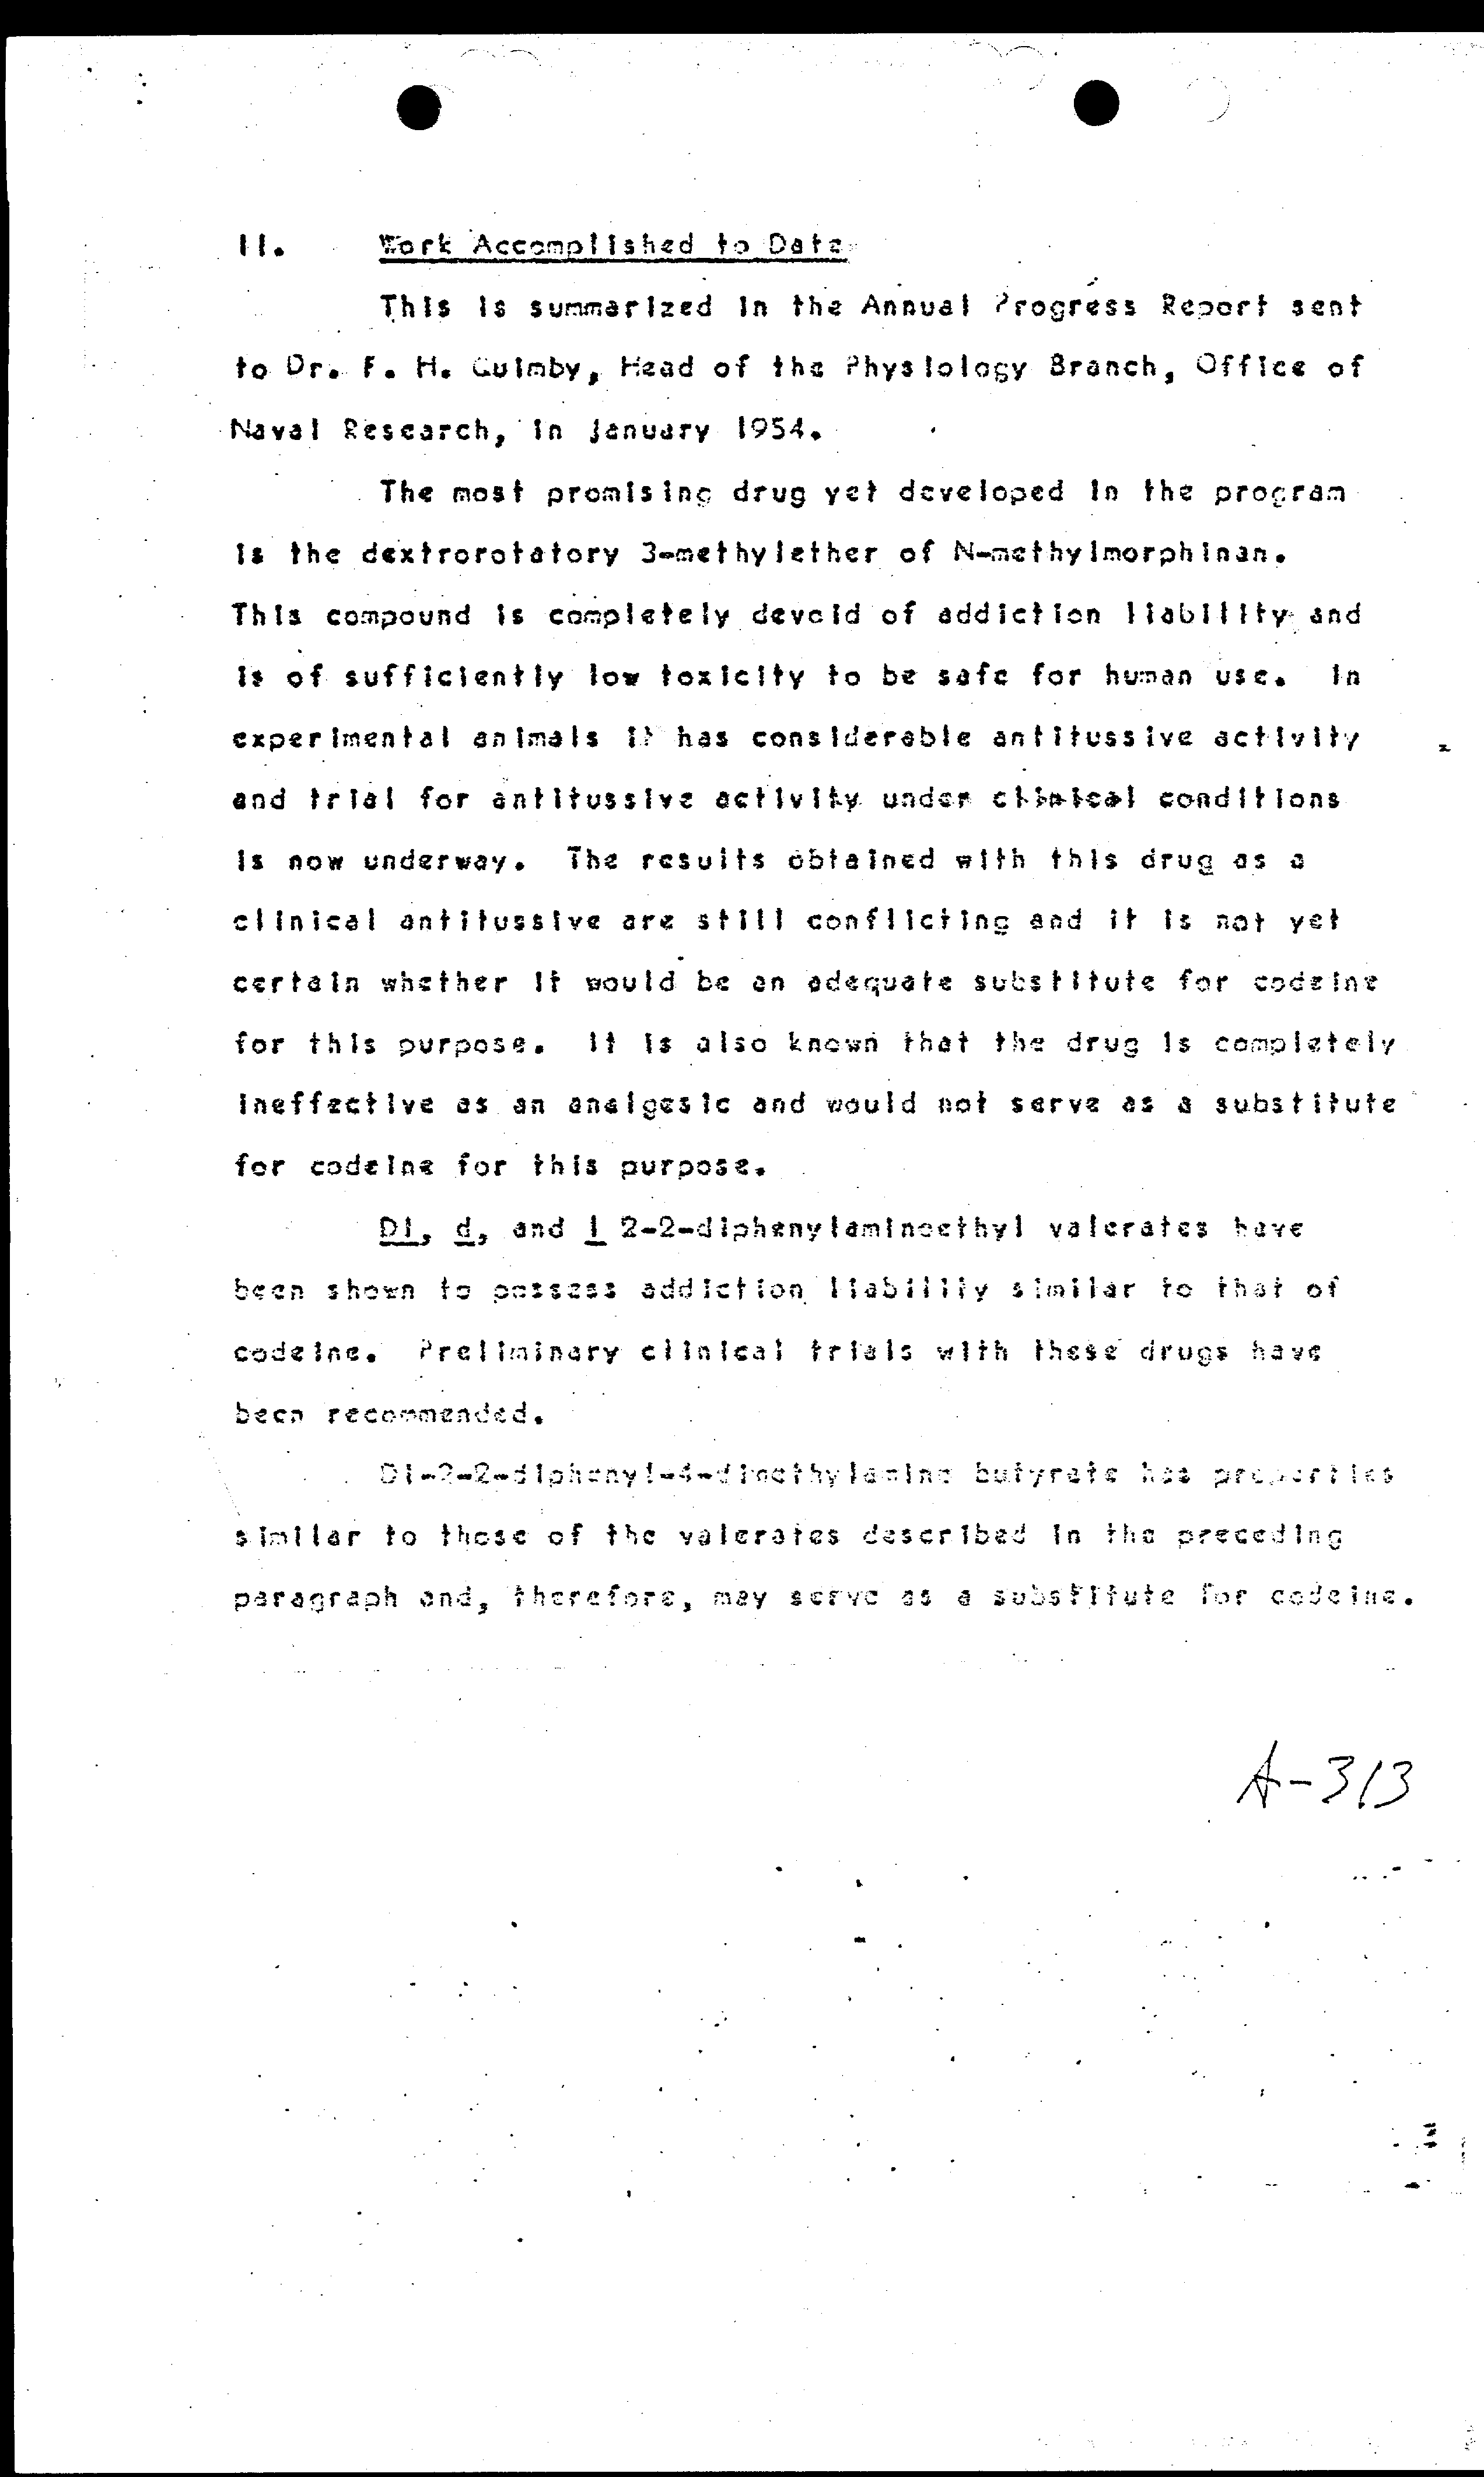 II. Work Accomplished to Date
This is summarized in the Annual Progress Report sent
to Dr. F. H. Quimby, Head of the Physiology Branch, Office of
Naval Research, in January 1954.
The most promising drug yet developed in the program
is the dextrorotatory 3-methylether of N-methylmorphinan.
This compound is completely devoid of addiction liability and
is of sufficiently low toxicity to be safe for human use. In
experimental animals it has considerable antitussive activity
and trial for antitussive activity under clinical conditions
is now underway. The results obtained with this drug as a
clinical antitussive are still conflicting and it is not yet
certain whether it would be an adequate substitute for codeine
for this purpose. It is also known that the drug is completely
ineffective as an analgesic and would not serve as a substitute
for codeine for this purpose.
Dl, d, and l 2-2-diphenylaminoethyl valerates have
been shown to possess addiction liability similar to that of
codeine. Preliminary clinical trials with these drugs have
been recommended.
Dl-2-2-diphenyl-4-dimethylamino butyrate has properties
similar to those of the valerates described in the preceding
paragraph and, therefore, may serve as a substitute for codeine.
A-313